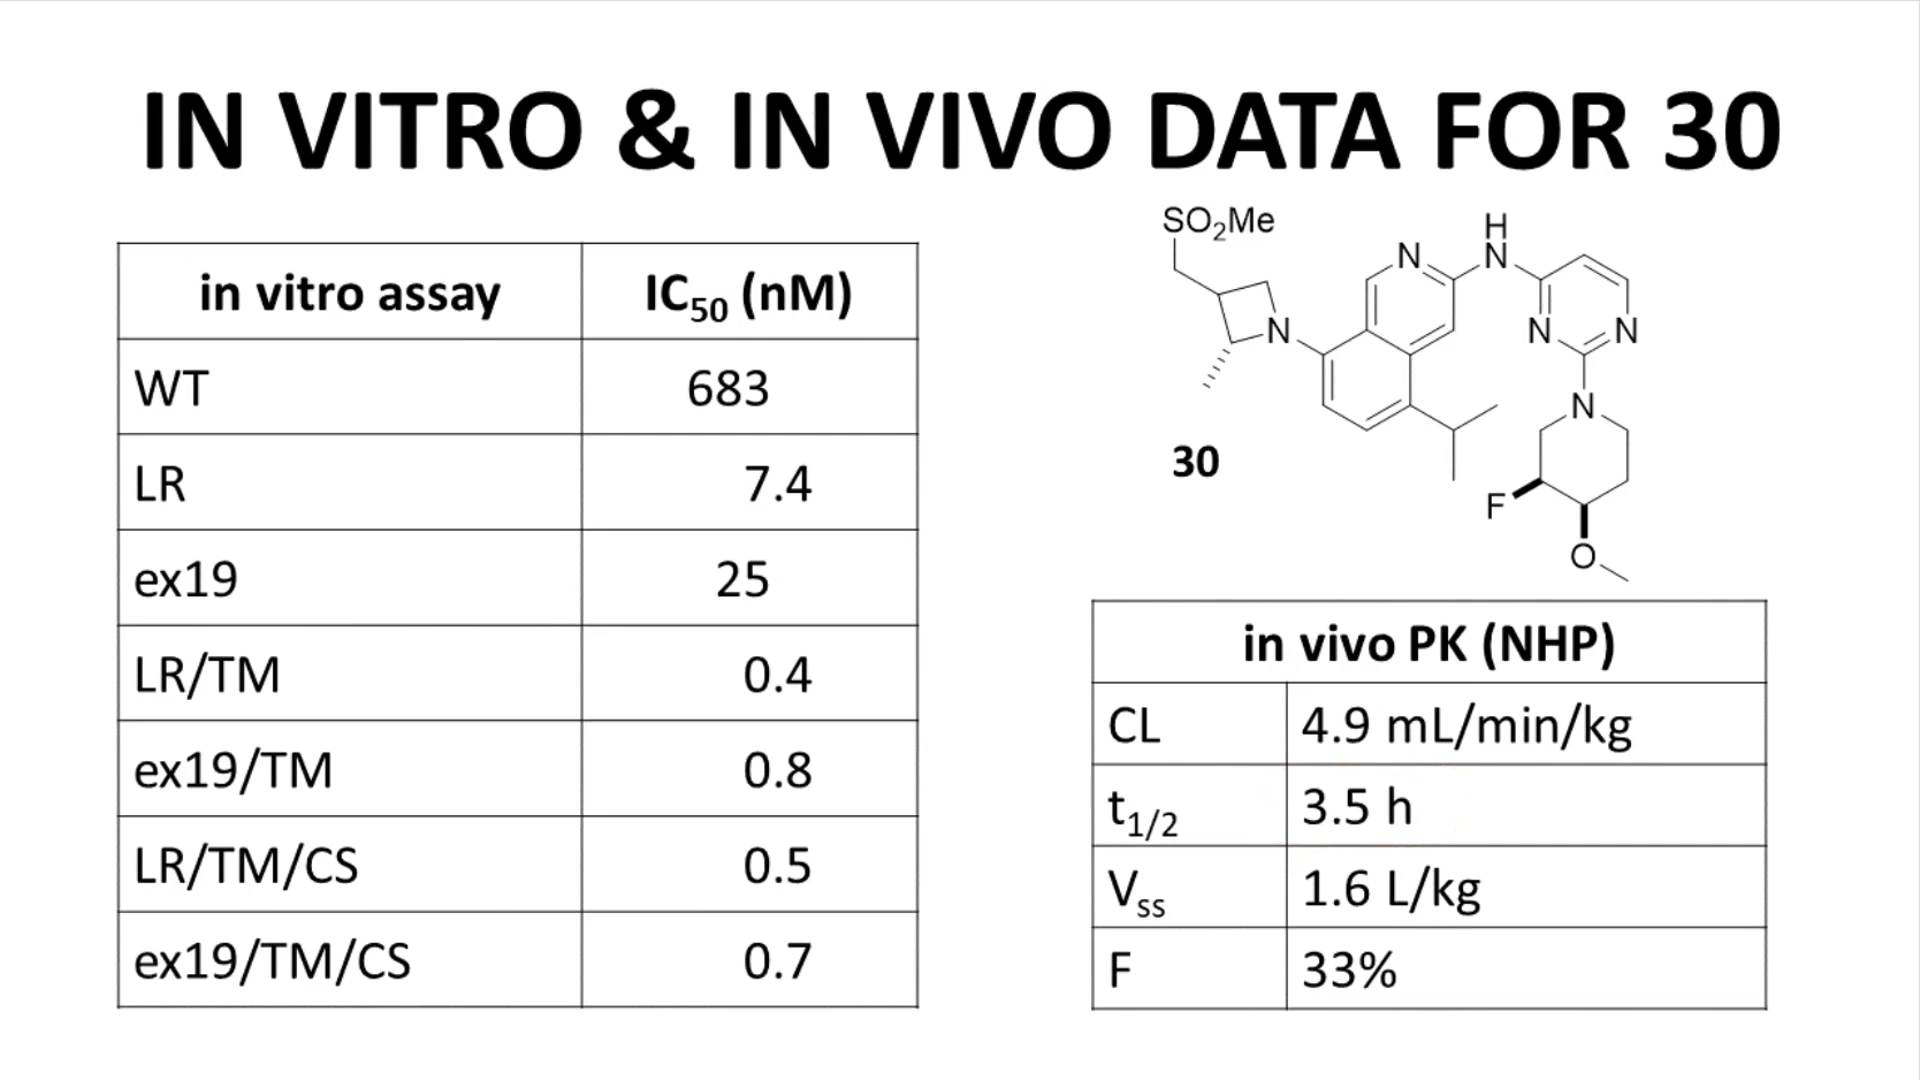 IN VITRO & IN VIVO DATA FOR 30
in vitro assay IC50 (nM)
WT 683
LR 7.4
ex19 25
LR/TM 0.4
ex19/TM 0.8
LR/TM/CS 0.5
ex19/TM/CS 0.7
SO2Me
H
N
N
N
N
N
N
F
O
30
in vivo PK (NHP)
CL 4.9 mL/min/kg
t1/2 3.5 h
Vss 1.6 L/kg
F 33%